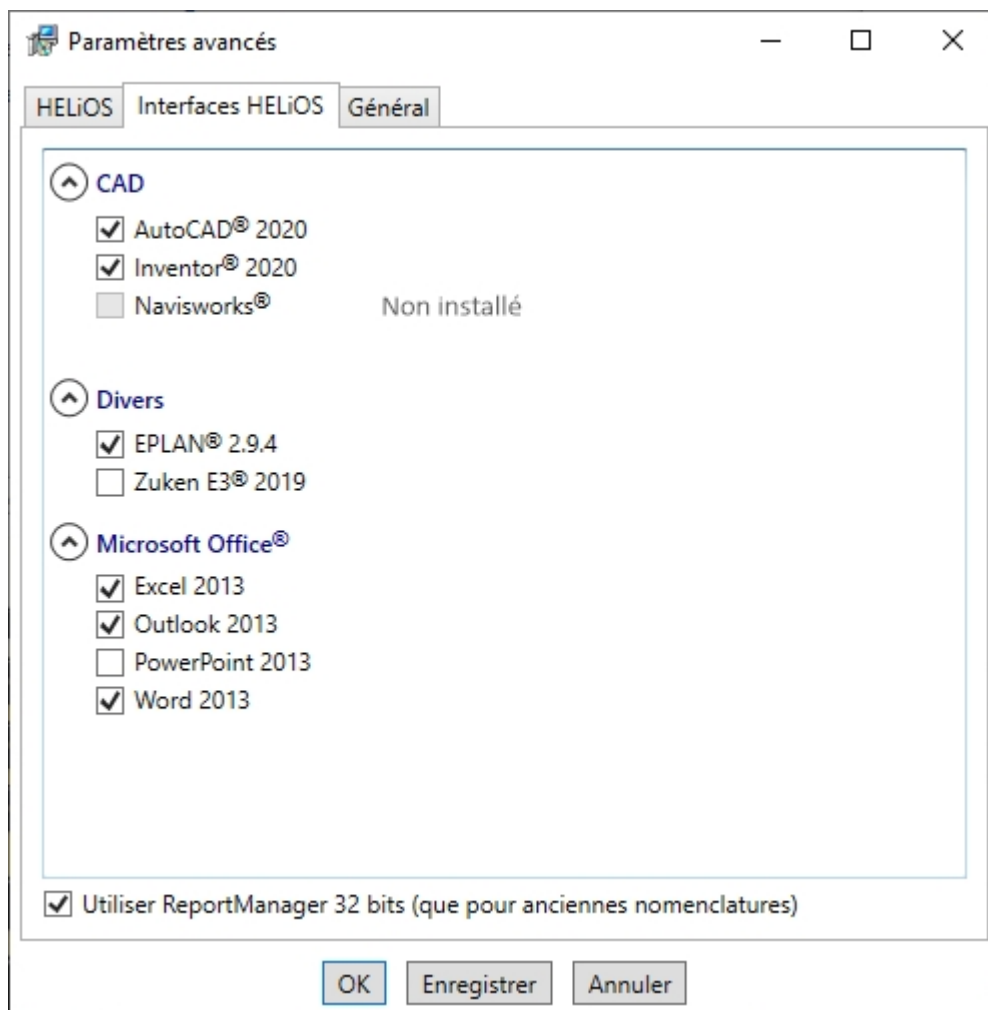 Paramètres avancés
HELiOS Interfaces HELiOS Général
CAD
AutoCAD® 2020
Inventor® 2020
Navisworks® Non installé
Divers
EPLAN® 2.9.4
Zuken E3® 2019
Microsoft Office®
Excel 2013
Outlook 2013
PowerPoint 2013
Word 2013
Utiliser ReportManager 32 bits (que pour anciennes nomenclatures)
OK Enregistrer Annuler